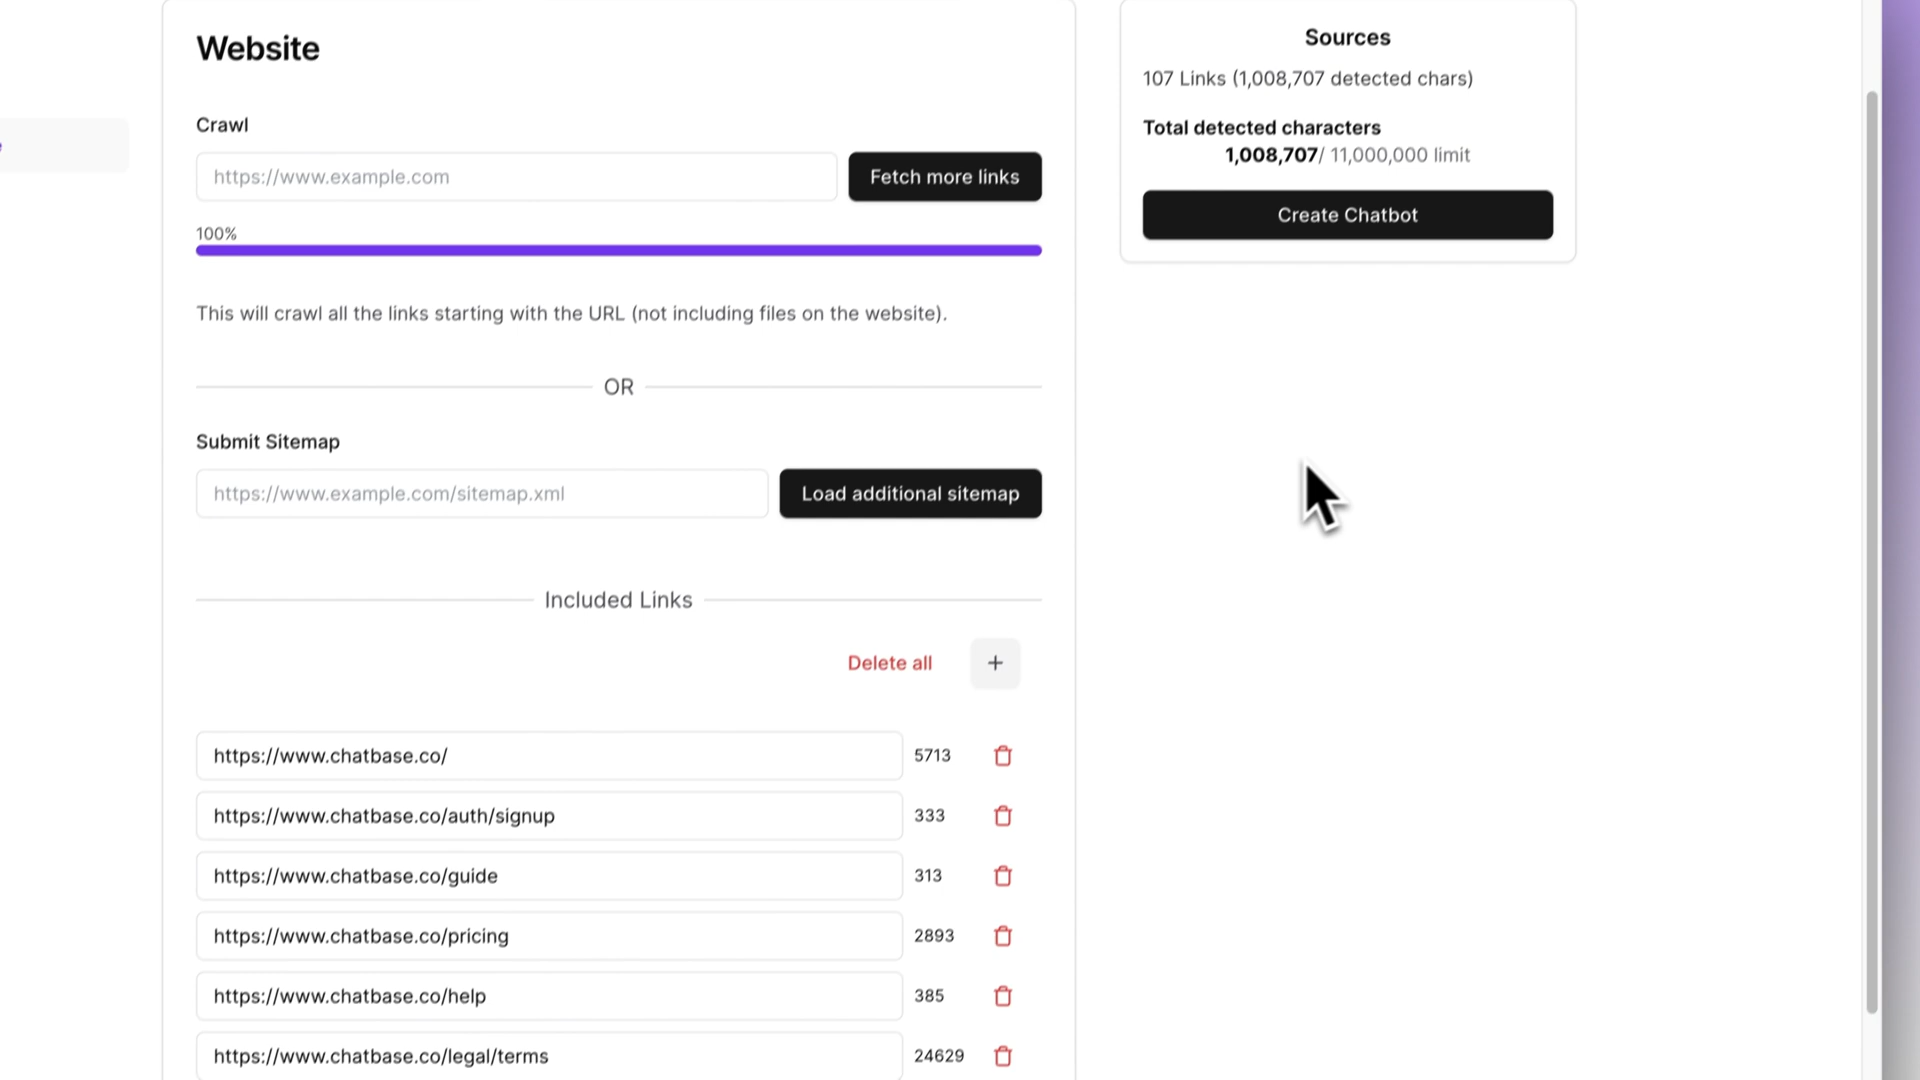 Website
Crawl
https://www.example.com
Fetch more links
100%
This will crawl all the links starting with the URL (not including files on the website).
OR
Submit Sitemap
https://www.example.com/sitemap.xml
Load additional sitemap
Included Links
Delete all
+
https://www.chatbase.co/ 5713
https://www.chatbase.co/auth/signup 333
https://www.chatbase.co/guide 313
https://www.chatbase.co/pricing 2893
https://www.chatbase.co/help 385
https://www.chatbase.co/legal/terms 24629
Sources
107 Links (1,008,707 detected chars)
Total detected characters
1,008,707/ 11,000,000 limit
Create Chatbot